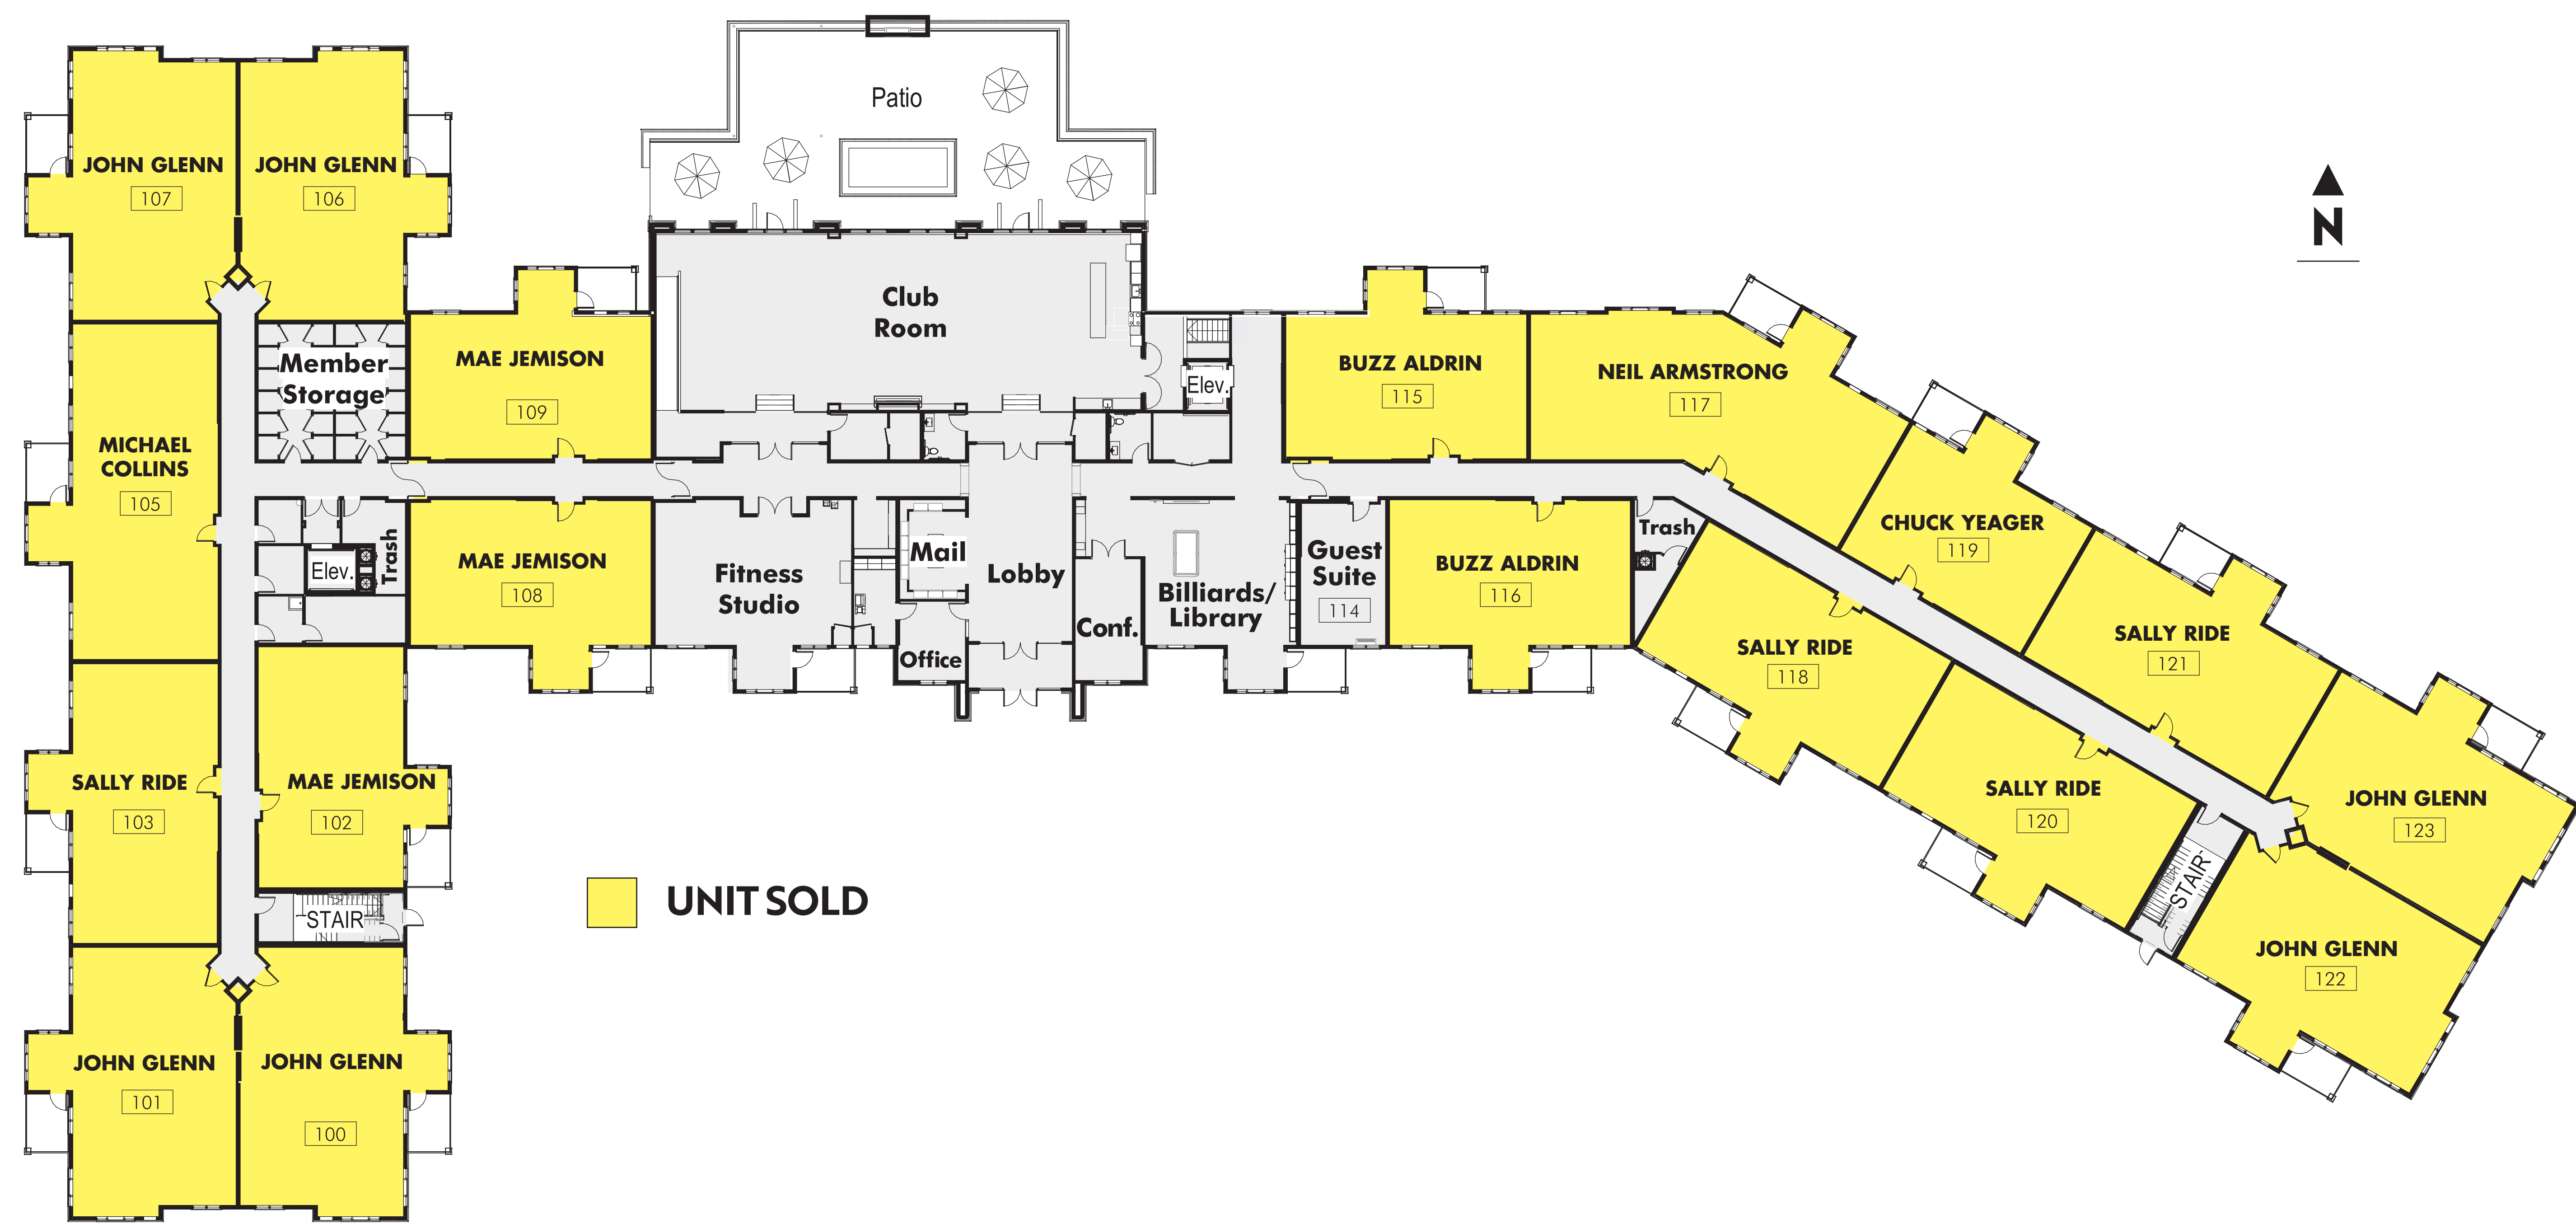 Patio
JOHN GLENN
107
JOHN GLENN
106
N
Club
Room
Member
Storage
MAE JEMISON
109
Elev.
BUZZ ALDRIN
115
NEIL ARMSTRONG
117
MICHAEL
COLLINS
105
CHUCK YEAGER
119
Elev.
Trash
MAE JEMISON
108
Fitness
Studio
Mail
Lobby
Office
Conf.
Billiards/
Library
Guest
Suite
114
BUZZ ALDRIN
116
Trash
SALLY RIDE
118
SALLY RIDE
121
SALLY RIDE
103
MAE JEMISON
102
SALLY RIDE
120
JOHN GLENN
123
STAIR
UNIT SOLD
STAIR
JOHN GLENN
122
JOHN GLENN
101
JOHN GLENN
100